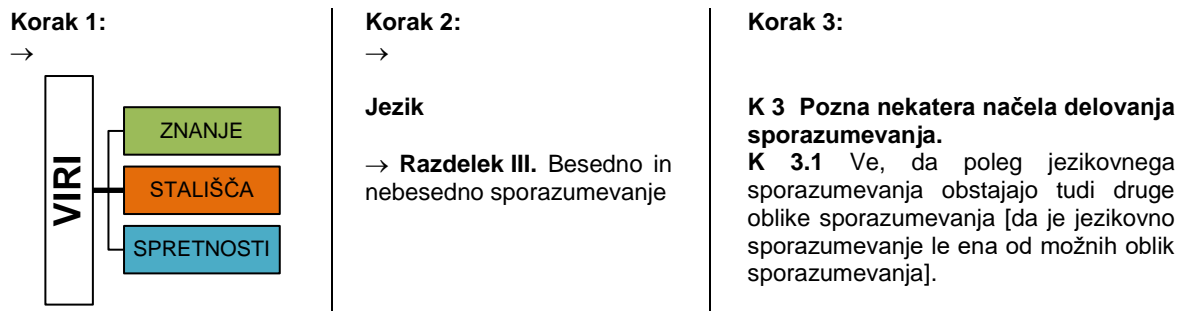 Korak 1:
→
VIRI
ZNANJE
STALIŠČA
SPRETNOSTI
Korak 2:
→
Jezik
→ Razdelek III. Besedno in
nebesedno sporazumevanje
Korak 3:
K 3 Pozna nekatera načela delovanja
sporazumevanja.
K 3.1 Ve, da poleg jezikovnega
sporazumevanja obstajajo tudi druge
oblike sporazumevanja [da je jezikovno
sporazumevanje le ena od možnih oblik
sporazumevanja].